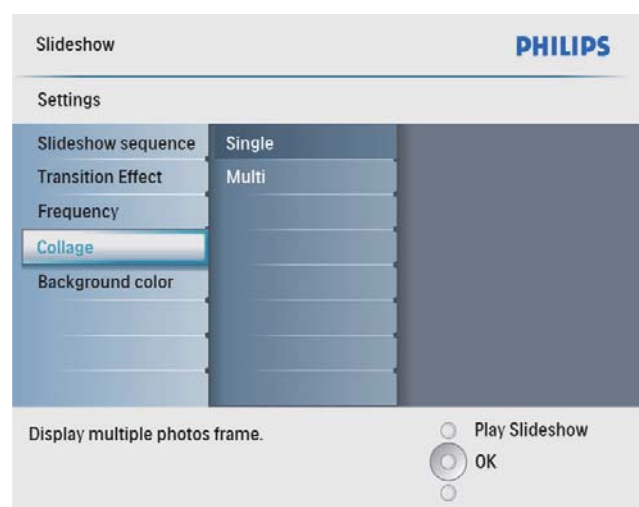 Slideshow
PHILIPS
Settings
Slideshow sequence
Single
Transition Effect
Multi
Frequency
Collage
Background color
Display multiple photos frame.
Play Slideshow
OK